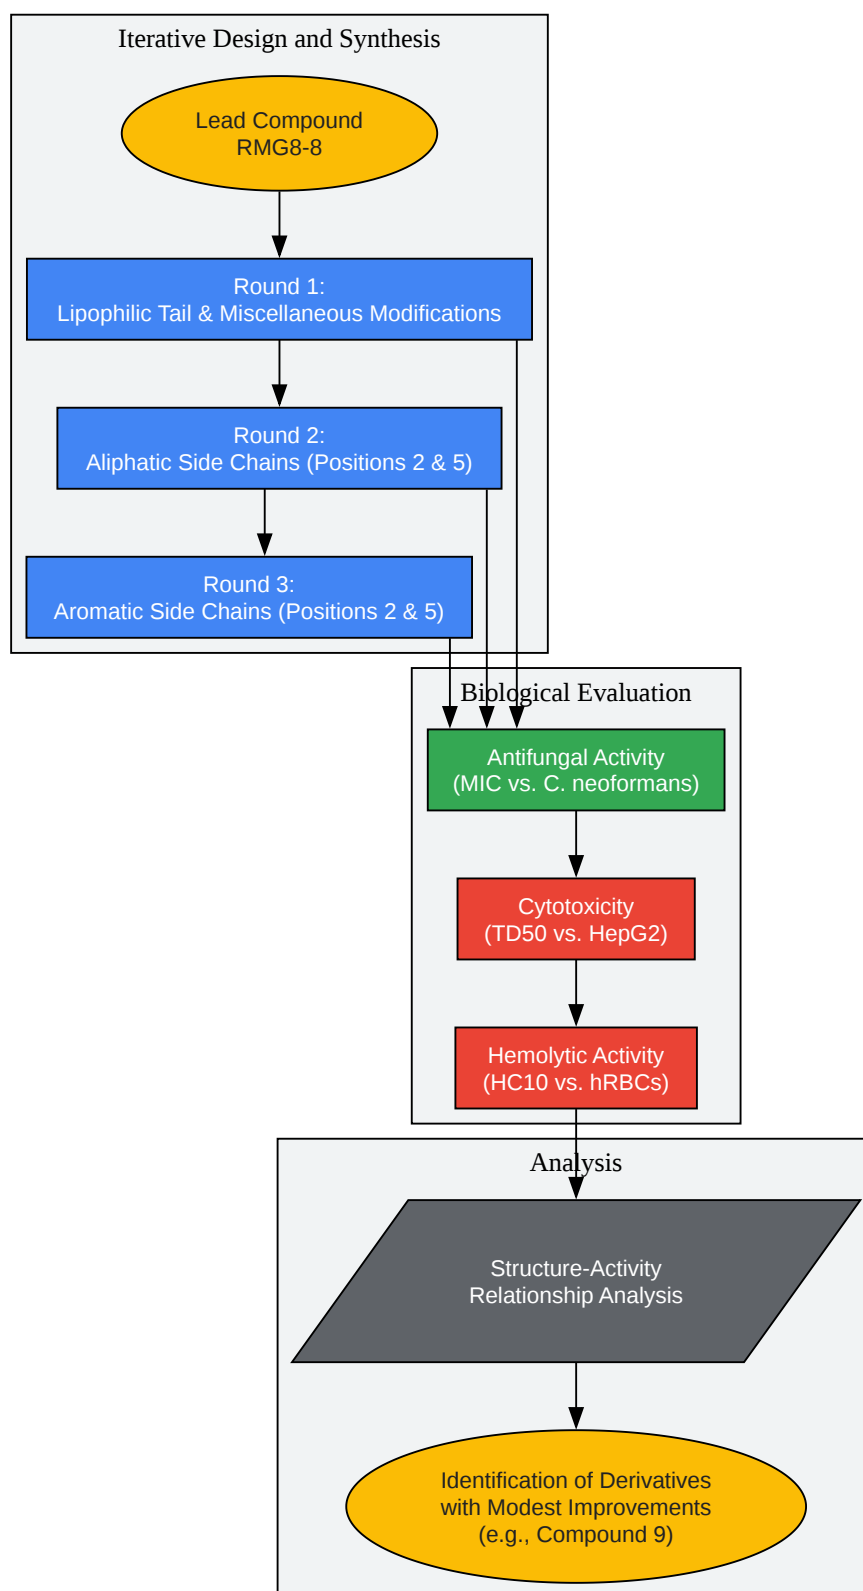 Iterative Design and Synthesis
Lead Compound
RMG8-8
Round 1:
Lipophilic Tail & Miscellaneous Modifications
Round 2:
Aliphatic Side Chains (Positions 2 & 5)
Round 3:
Aromatic Side Chains (Positions 2 & 5)
Biological Evaluation
Antifungal Activity
(MIC vs. C. neoformans)
Cytotoxicity
(TD50 vs. HepG2)
Hemolytic Activity
(HC10 vs. hRBCs)
Analysis
Structure-Activity
Relationship Analysis
Identification of Derivatives
with Modest Improvements
(e.g., Compound 9)